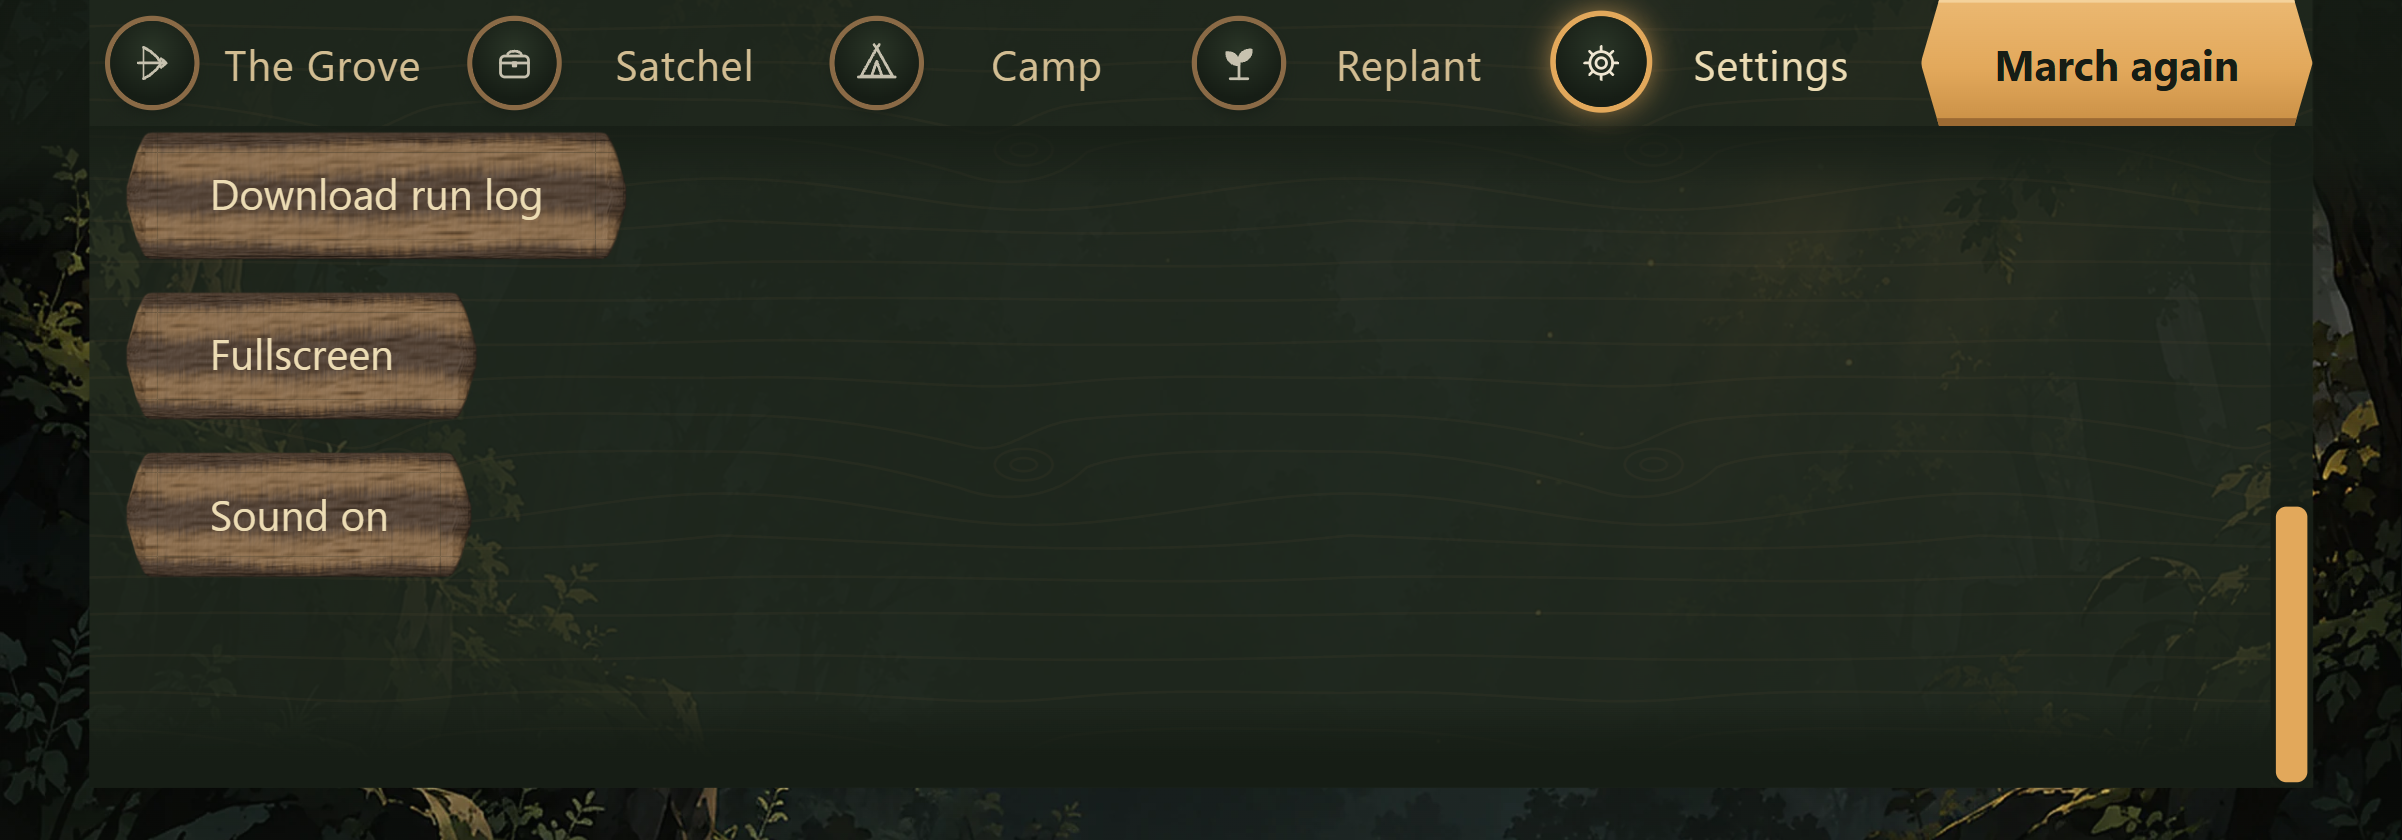 The Grove
Satchel
Camp
Replant
Settings
March again
Download run log
Fullscreen
Sound on